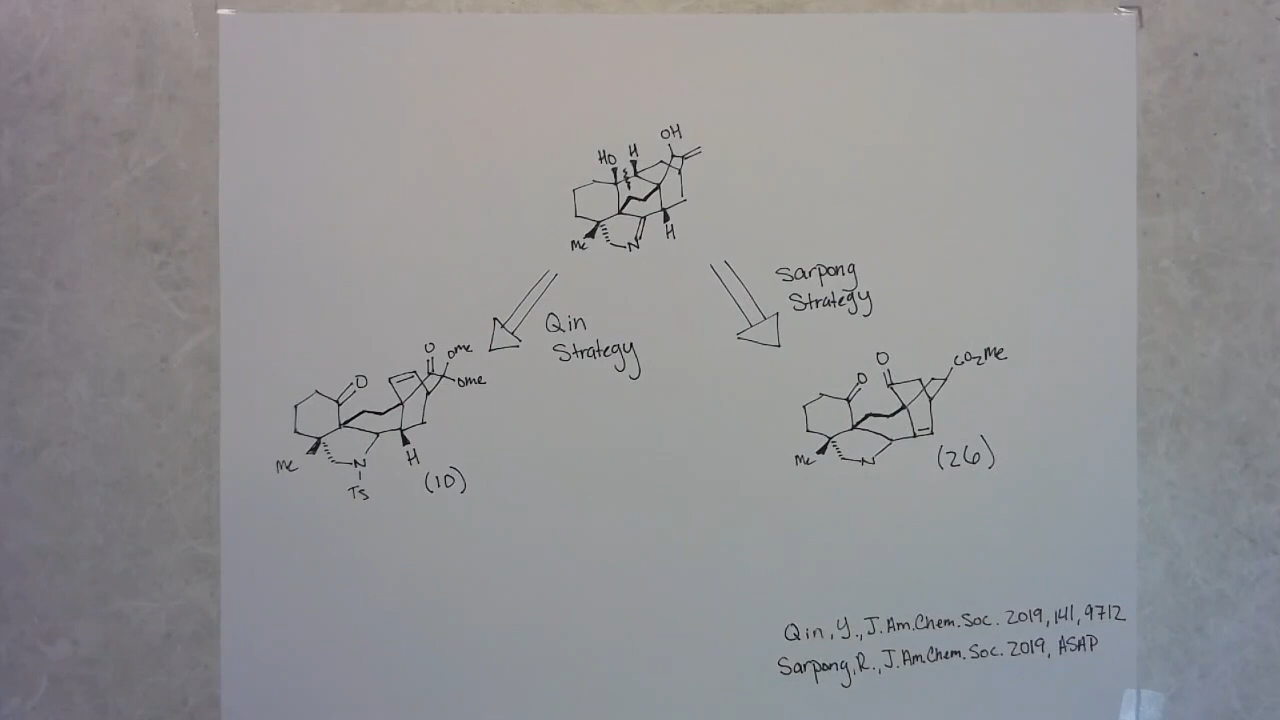 OH
HO H
Me N H
Sarpong
Strategy
Qin
Strategy
O OMe
OMe
O
Me N H
Ts
(10)
O O CO2Me
Me N
(26)
Qin, Y., J. Am. Chem. Soc. 2019, 141, 9712
Sarpong, R., J. Am. Chem. Soc. 2019, ASAP